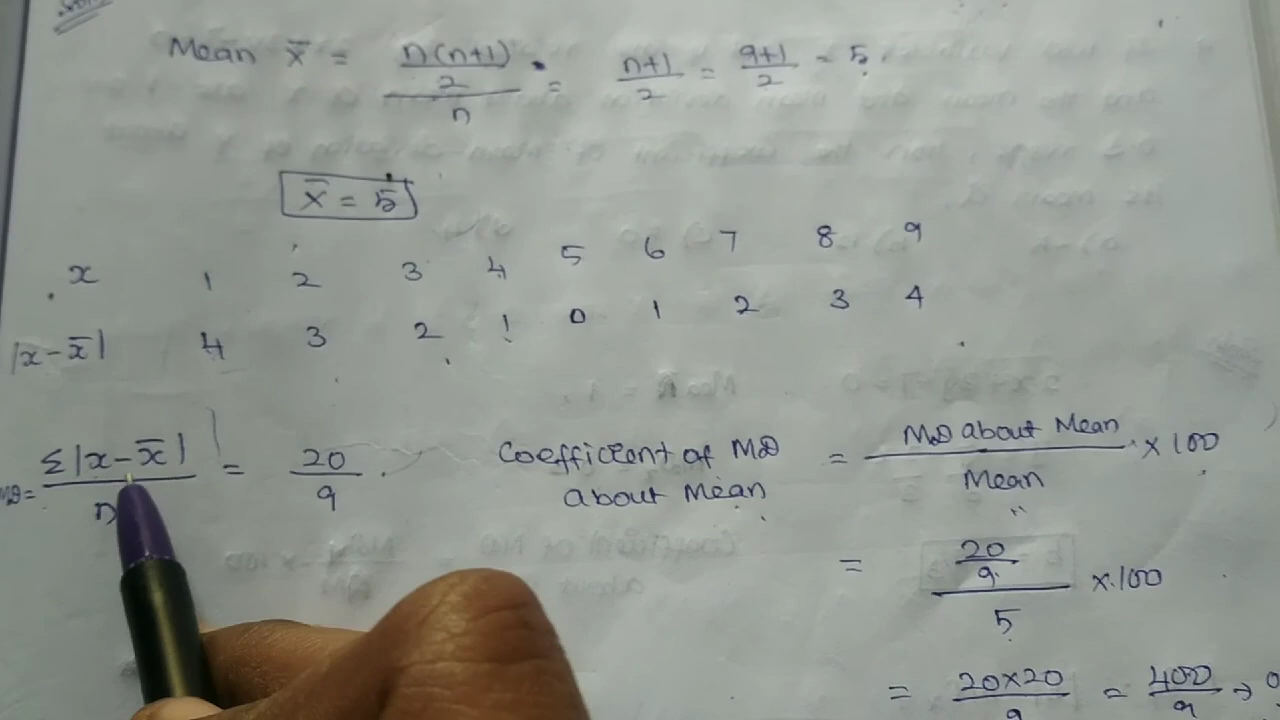 Mean x̄ = (n(n+1)/2)/n = n+1/2 = 9+1/2 = 5.
x̄ = 5
x 1 2 3 4 5 6 7 8 9
|x-x̄| 4 3 2 1 0 1 2 3 4
MD = Σ|x-x̄|/n = 20/9. Coefficient of MD about Mean = MD about Mean/Mean × 100
= (20/9)/5 × 100
= 20×20/9 = 400/9 →